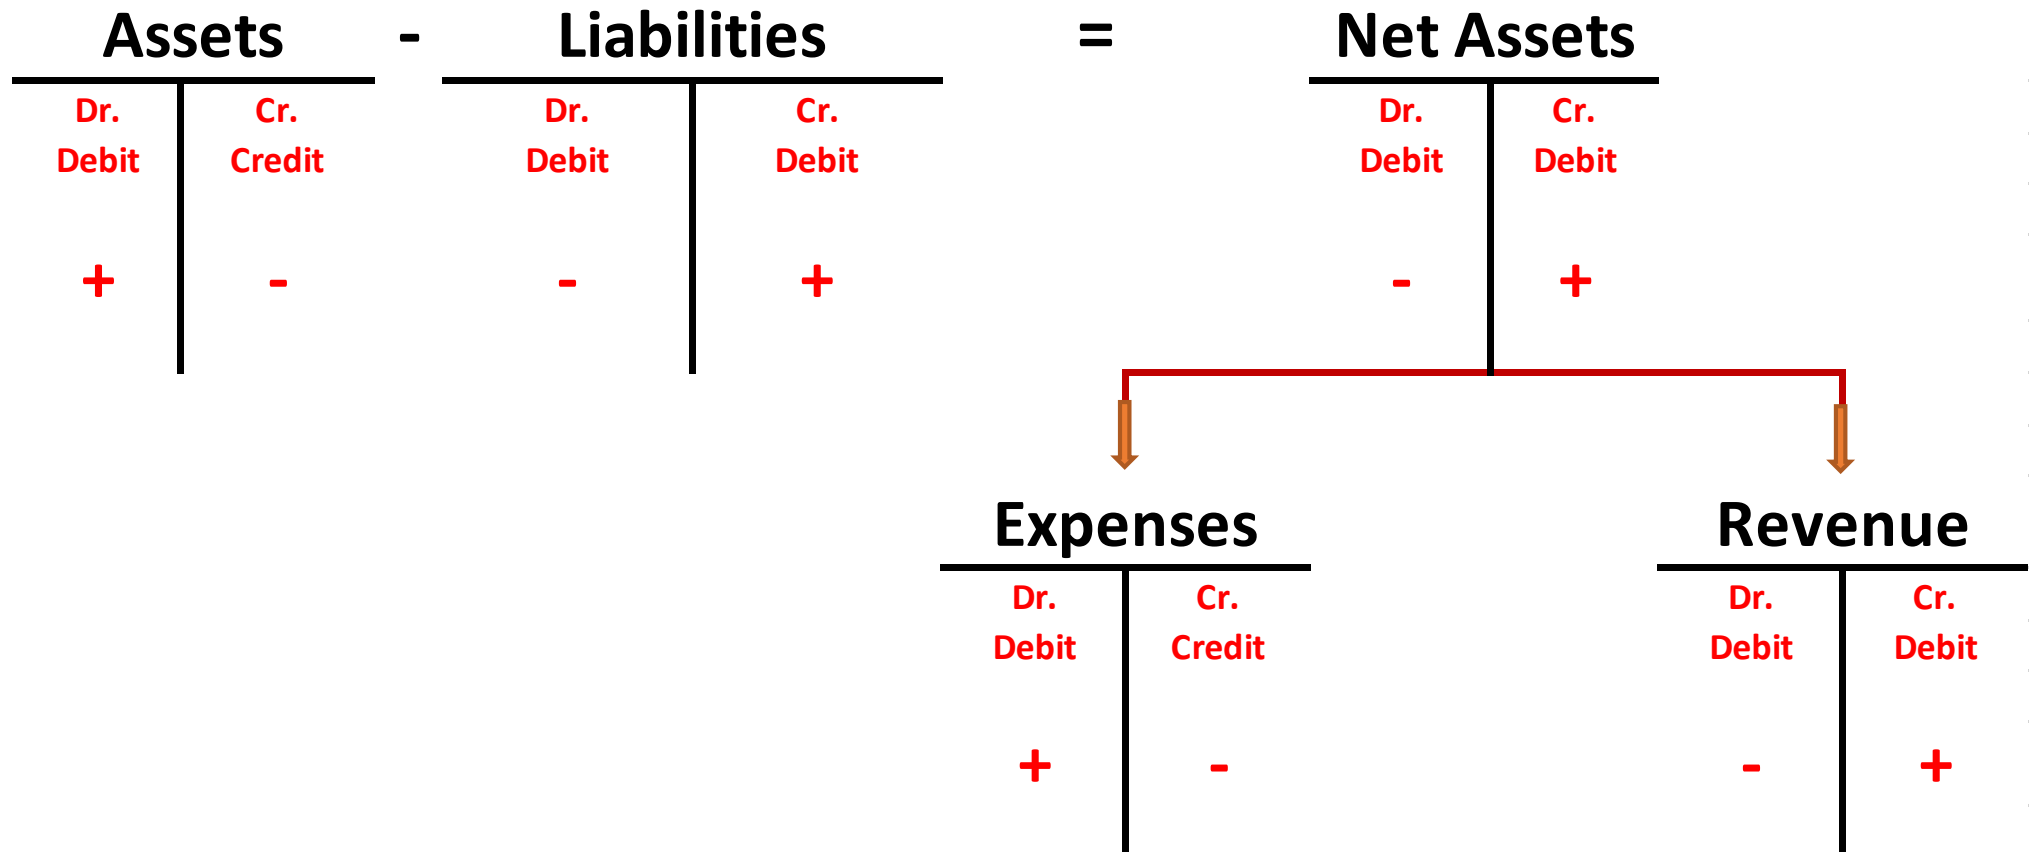 Assets - Liabilities = Net Assets
Dr. Cr. Dr. Cr. Dr. Cr.
Debit Credit Debit Debit Debit Debit
+ - - + - +
Expenses Revenue
Dr. Cr. Dr. Cr.
Debit Credit Debit Debit
+ - - +